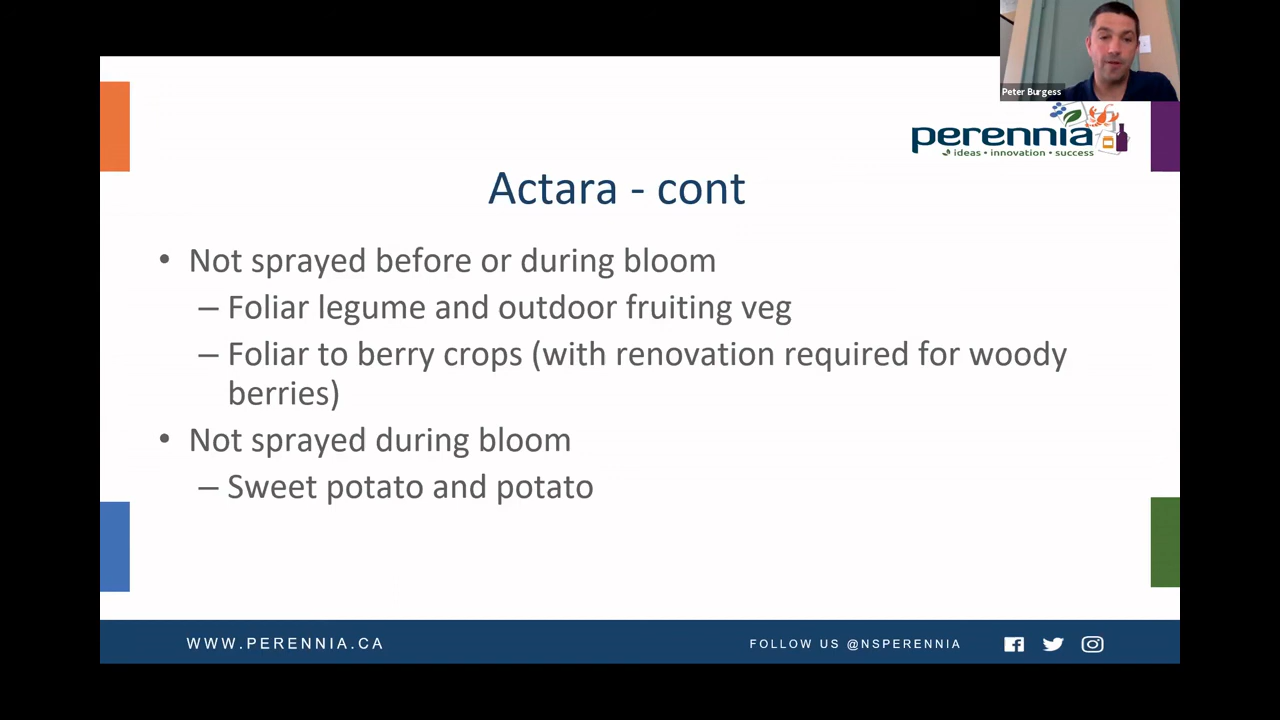 Peter Burgess
perennia
ideas • innovation • success
Actara - cont
• Not sprayed before or during bloom
– Foliar legume and outdoor fruiting veg
– Foliar to berry crops (with renovation required for woody
berries)
• Not sprayed during bloom
– Sweet potato and potato
WWW.PERENNIA.CA
FOLLOW US @NSPERENNIA